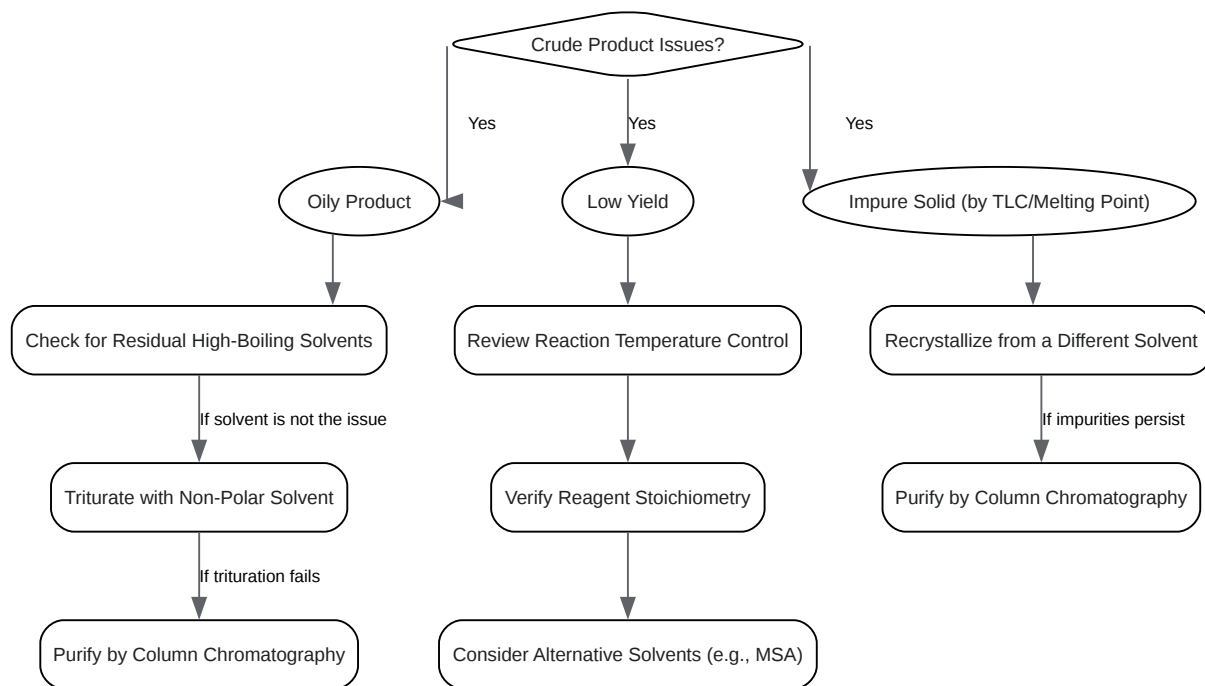 Crude Product Issues?
Yes
Yes
Yes
Oily Product
Low Yield
Impure Solid (by TLC/Melting Point)
Check for Residual High-Boiling Solvents
Review Reaction Temperature Control
Recrystallize from a Different Solvent
If solvent is not the issue
If impurities persist
Triturate with Non-Polar Solvent
Verify Reagent Stoichiometry
Purify by Column Chromatography
If trituration fails
Purify by Column Chromatography
Consider Alternative Solvents (e.g., MSA)